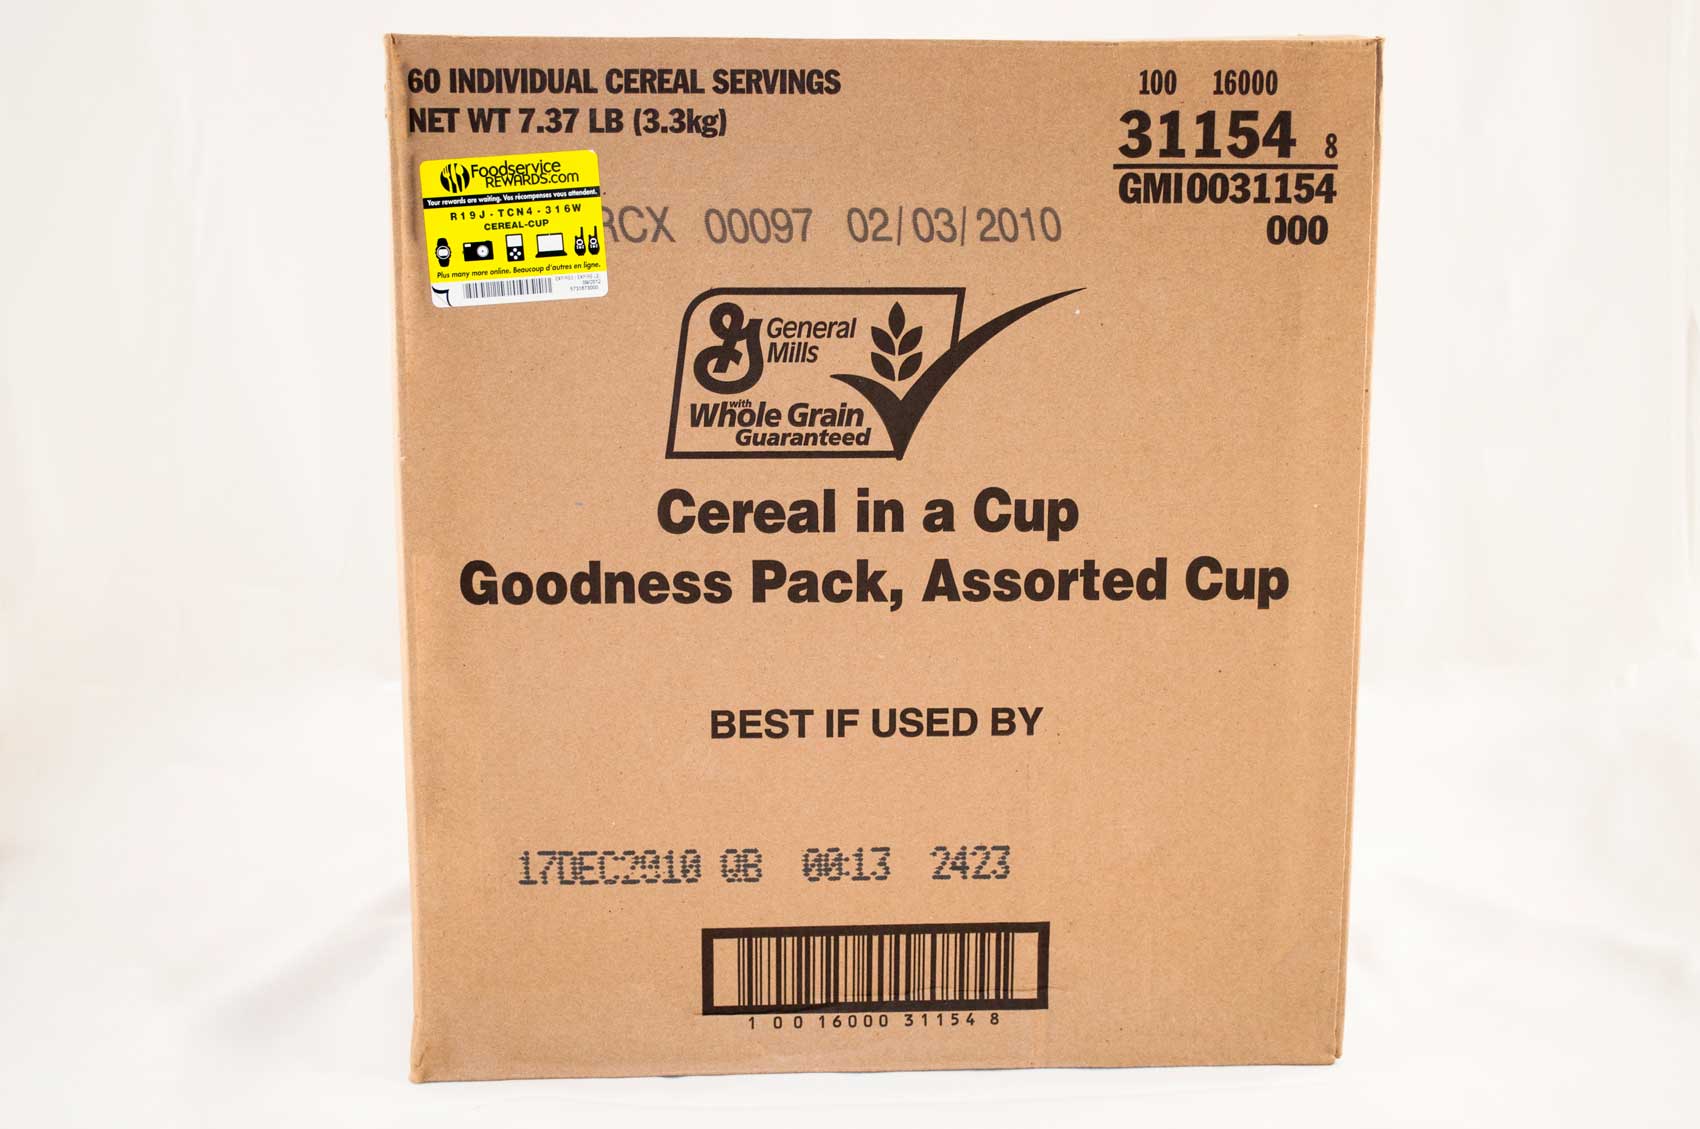 60 INDIVIDUAL CEREAL SERVINGS
NET WT 7.37 LB (3.3kg)
100 16000
31154 8
GMI0031154
000
Foodservice
REWARDS.com
Your rewards are waiting. Vos récompenses vous attendent.
R19J-TCN4-316W
CEREAL-CUP
Plus many more online. Beaucoup d'autres en ligne.
09/2012
5731873000
RCX 00097 02/03/2010
General
Mills
with
Whole Grain
Guaranteed
Cereal in a Cup
Goodness Pack, Assorted Cup
BEST IF USED BY
17DEC2010 QB 00:13 2423
1 00 16000 31154 8